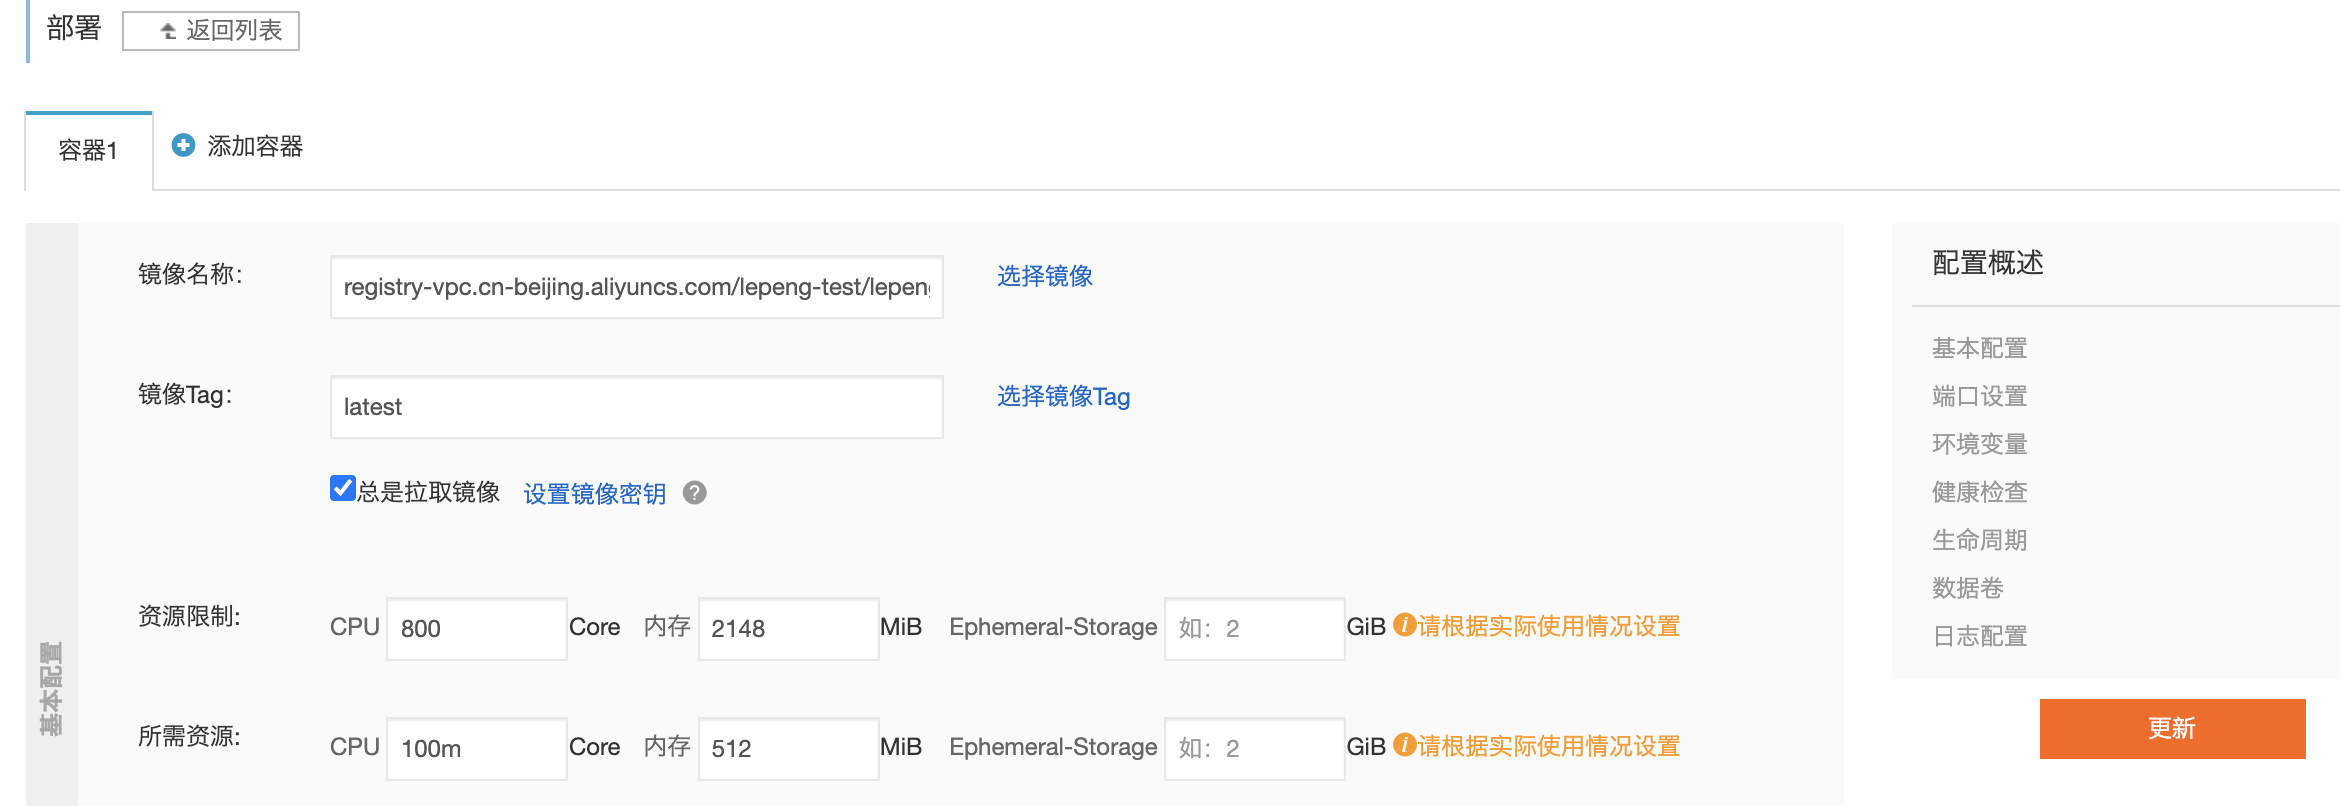 部署 返回列表
容器1 添加容器
镜像名称: registry-vpc.cn-beijing.aliyuncs.com/lepeng-test/lepen 选择镜像
镜像Tag: latest 选择镜像Tag
总是拉取镜像 设置镜像密钥
资源限制: CPU 800 Core 内存 2148 MiB Ephemeral-Storage 如: 2 GiB 请根据实际使用情况设置
所需资源: CPU 100m Core 内存 512 MiB Ephemeral-Storage 如: 2 GiB 请根据实际使用情况设置
基本配置
配置概述
基本配置
端口设置
环境变量
健康检查
生命周期
数据卷
日志配置
更新